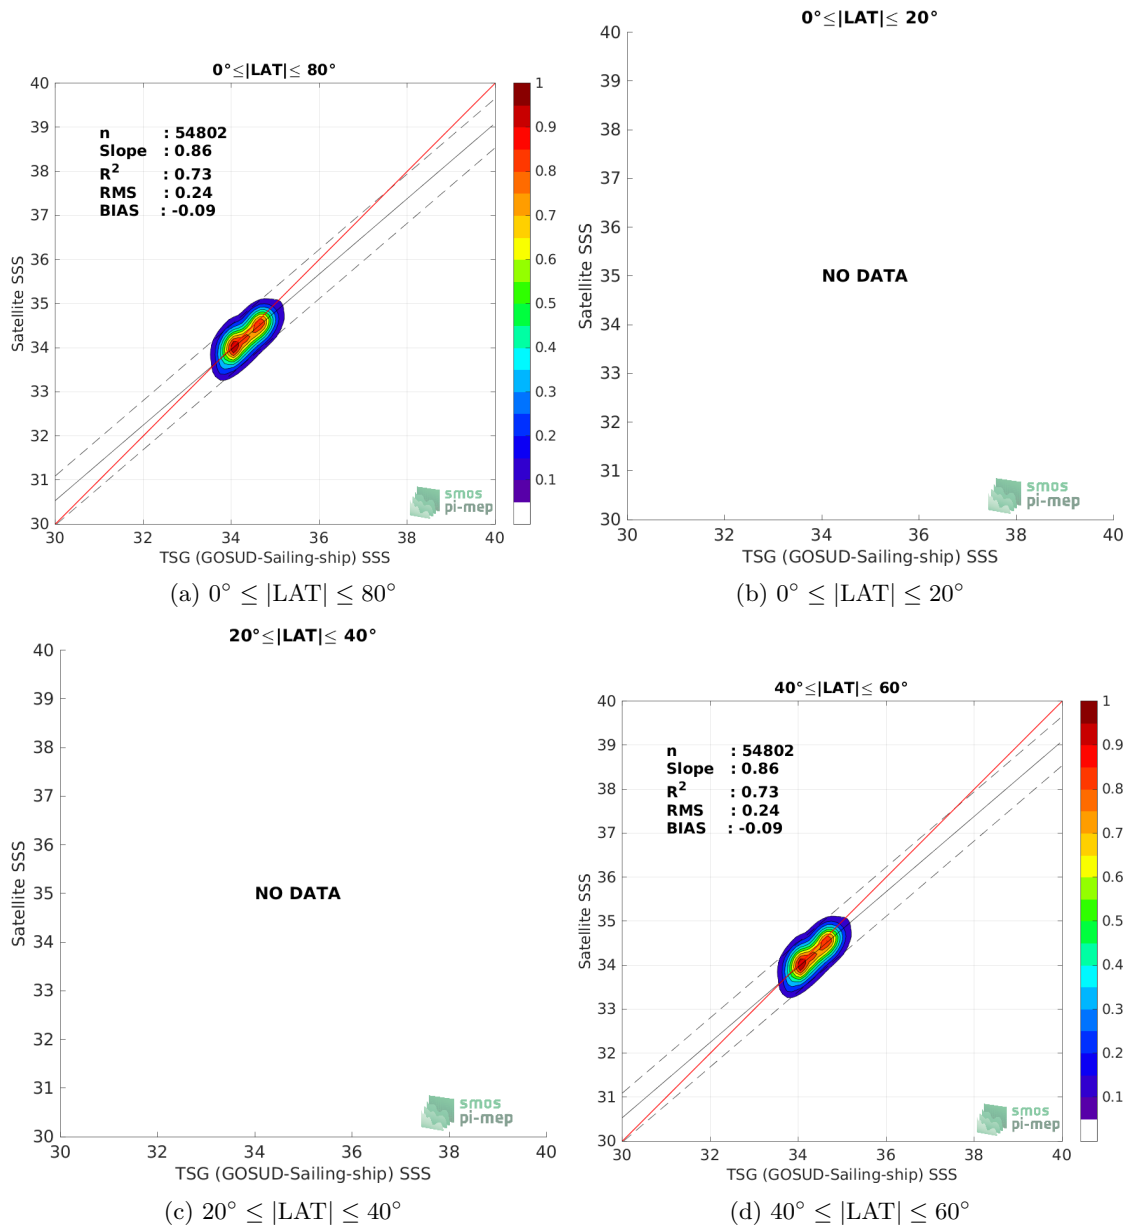 0°≤|LAT|≤ 80°
40
39
38
37
36
35
34
33
32
31
30
Satellite SSS
n : 54802
Slope : 0.86
R² : 0.73
RMS : 0.24
BIAS : -0.09
smos
pi-mep
30 32 34 36 38 40
TSG (GOSUD-Sailing-ship) SSS
1
0.9
0.8
0.7
0.6
0.5
0.4
0.3
0.2
0.1
(a) 0° ≤ |LAT| ≤ 80°
0°≤|LAT|≤ 20°
40
39
38
37
36
35
34
33
32
31
30
Satellite SSS
NO DATA
smos
pi-mep
30 32 34 36 38 40
TSG (GOSUD-Sailing-ship) SSS
(b) 0° ≤ |LAT| ≤ 20°
20°≤|LAT|≤ 40°
40
39
38
37
36
35
34
33
32
31
30
Satellite SSS
NO DATA
smos
pi-mep
30 32 34 36 38 40
TSG (GOSUD-Sailing-ship) SSS
(c) 20° ≤ |LAT| ≤ 40°
40°≤|LAT|≤ 60°
40
39
38
37
36
35
34
33
32
31
30
Satellite SSS
n : 54802
Slope : 0.86
R² : 0.73
RMS : 0.24
BIAS : -0.09
smos
pi-mep
30 32 34 36 38 40
TSG (GOSUD-Sailing-ship) SSS
1
0.9
0.8
0.7
0.6
0.5
0.4
0.3
0.2
0.1
(d) 40° ≤ |LAT| ≤ 60°